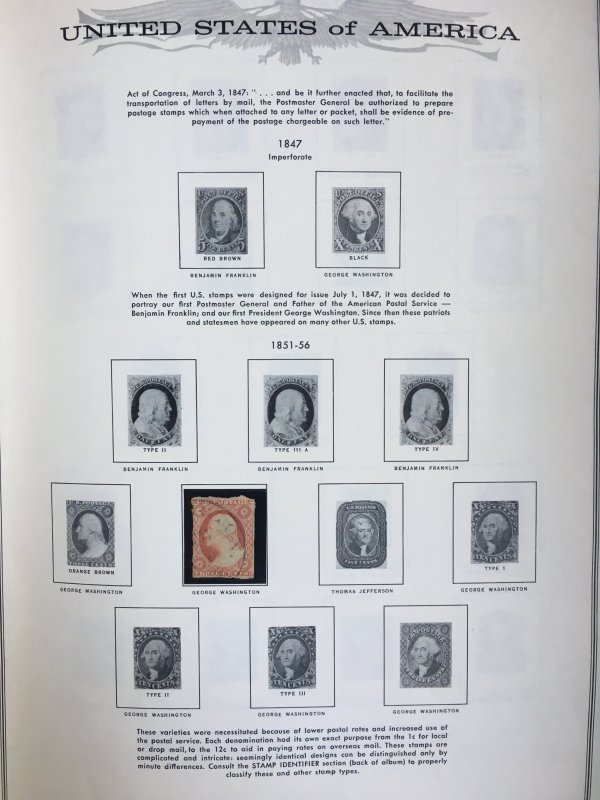 UNITED STATES of AMERICA
Act of Congress, March 3, 1847: ". . . and be it further enacted that, to facilitate the
transportation of letters by mail, the Postmaster General be authorized to prepare
postage stamps which when attached to any letter or packet, shall be evidence of pre-
payment of the postage chargeable on such letter."
1847
Imperforate
RED BROWN
BLACK
BENJAMIN FRANKLIN
GEORGE WASHINGTON
When the first U.S. stamps were designed for issue July 1, 1847, it was decided to
portray our first Postmaster General and Father of the American Postal Service —
Benjamin Franklin; and our first President George Washington. Since then these patriots
and statesmen have appeared on many other U.S. stamps.
1851-56
TYPE II
TYPE III A
TYPE IV
BENJAMIN FRANKLIN
BENJAMIN FRANKLIN
BENJAMIN FRANKLIN
ORANGE BROWN
TYPE I
GEORGE WASHINGTON
GEORGE WASHINGTON
THOMAS JEFFERSON
GEORGE WASHINGTON
TYPE II
TYPE III
GEORGE WASHINGTON
GEORGE WASHINGTON
GEORGE WASHINGTON
These varieties were necessitated because of lower postal rates and increased use of
the postal service. Each denomination had its own exact purpose from the 1c for local
or drop mail, to the 12c to aid in paying rates on overseas mail. These stamps are
complicated and intricate: seemingly identical designs can be distinguished only by
minute differences. Consult the STAMP IDENTIFIER section (back of album) to properly
classify these and other stamp types.